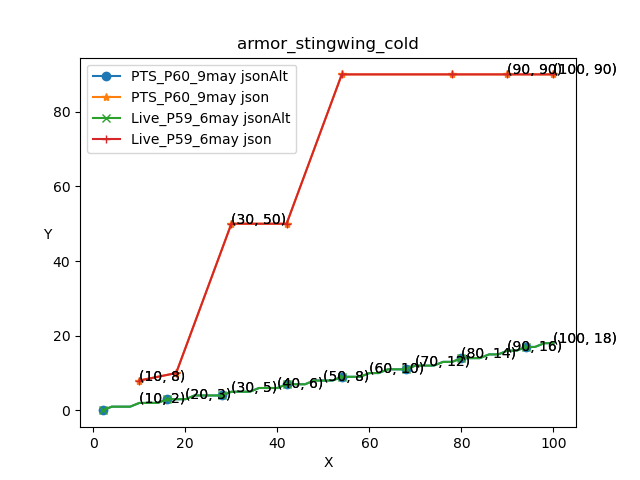 armor_stingwing_cold
PTS_P60_9may jsonAlt
PTS_P60_9may json
Live_P59_6may jsonAlt
Live_P59_6may json
(90, 90)
(100, 90)
(30, 50)
(10, 8)
(10, 2)
(20, 3)
(30, 5)
(40, 6)
(50, 8)
(60, 10)
(70, 12)
(80, 14)
(90, 16)
(100, 18)
Y
80
60
40
20
0
0 20 40 60 80 100
X